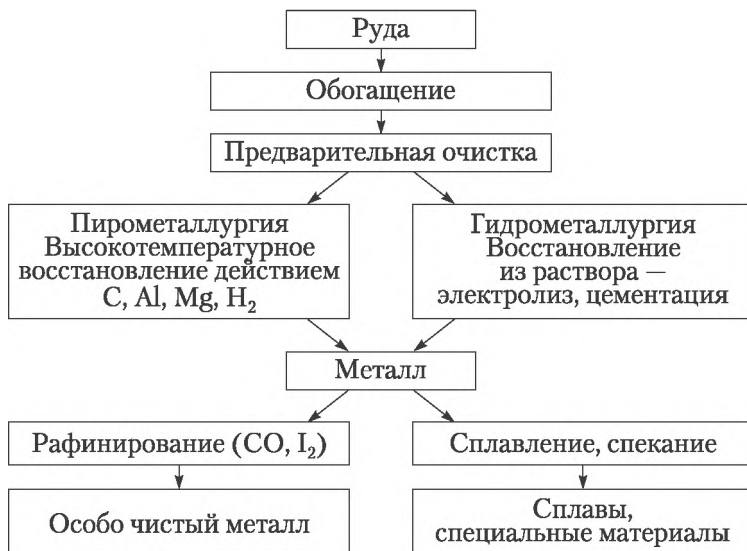 Руда
Обогащение
Предварительная очистка
Пирометаллургия
Высокотемпературное
восстановление действием
C, Al, Mg, H₂
Гидрометаллургия
Восстановление
из раствора —
электролиз, цементация
Металл
Рафинирование (CO, I₂)
Сплавление, спекание
Особо чистый металл
Сплавы,
специальные материалы